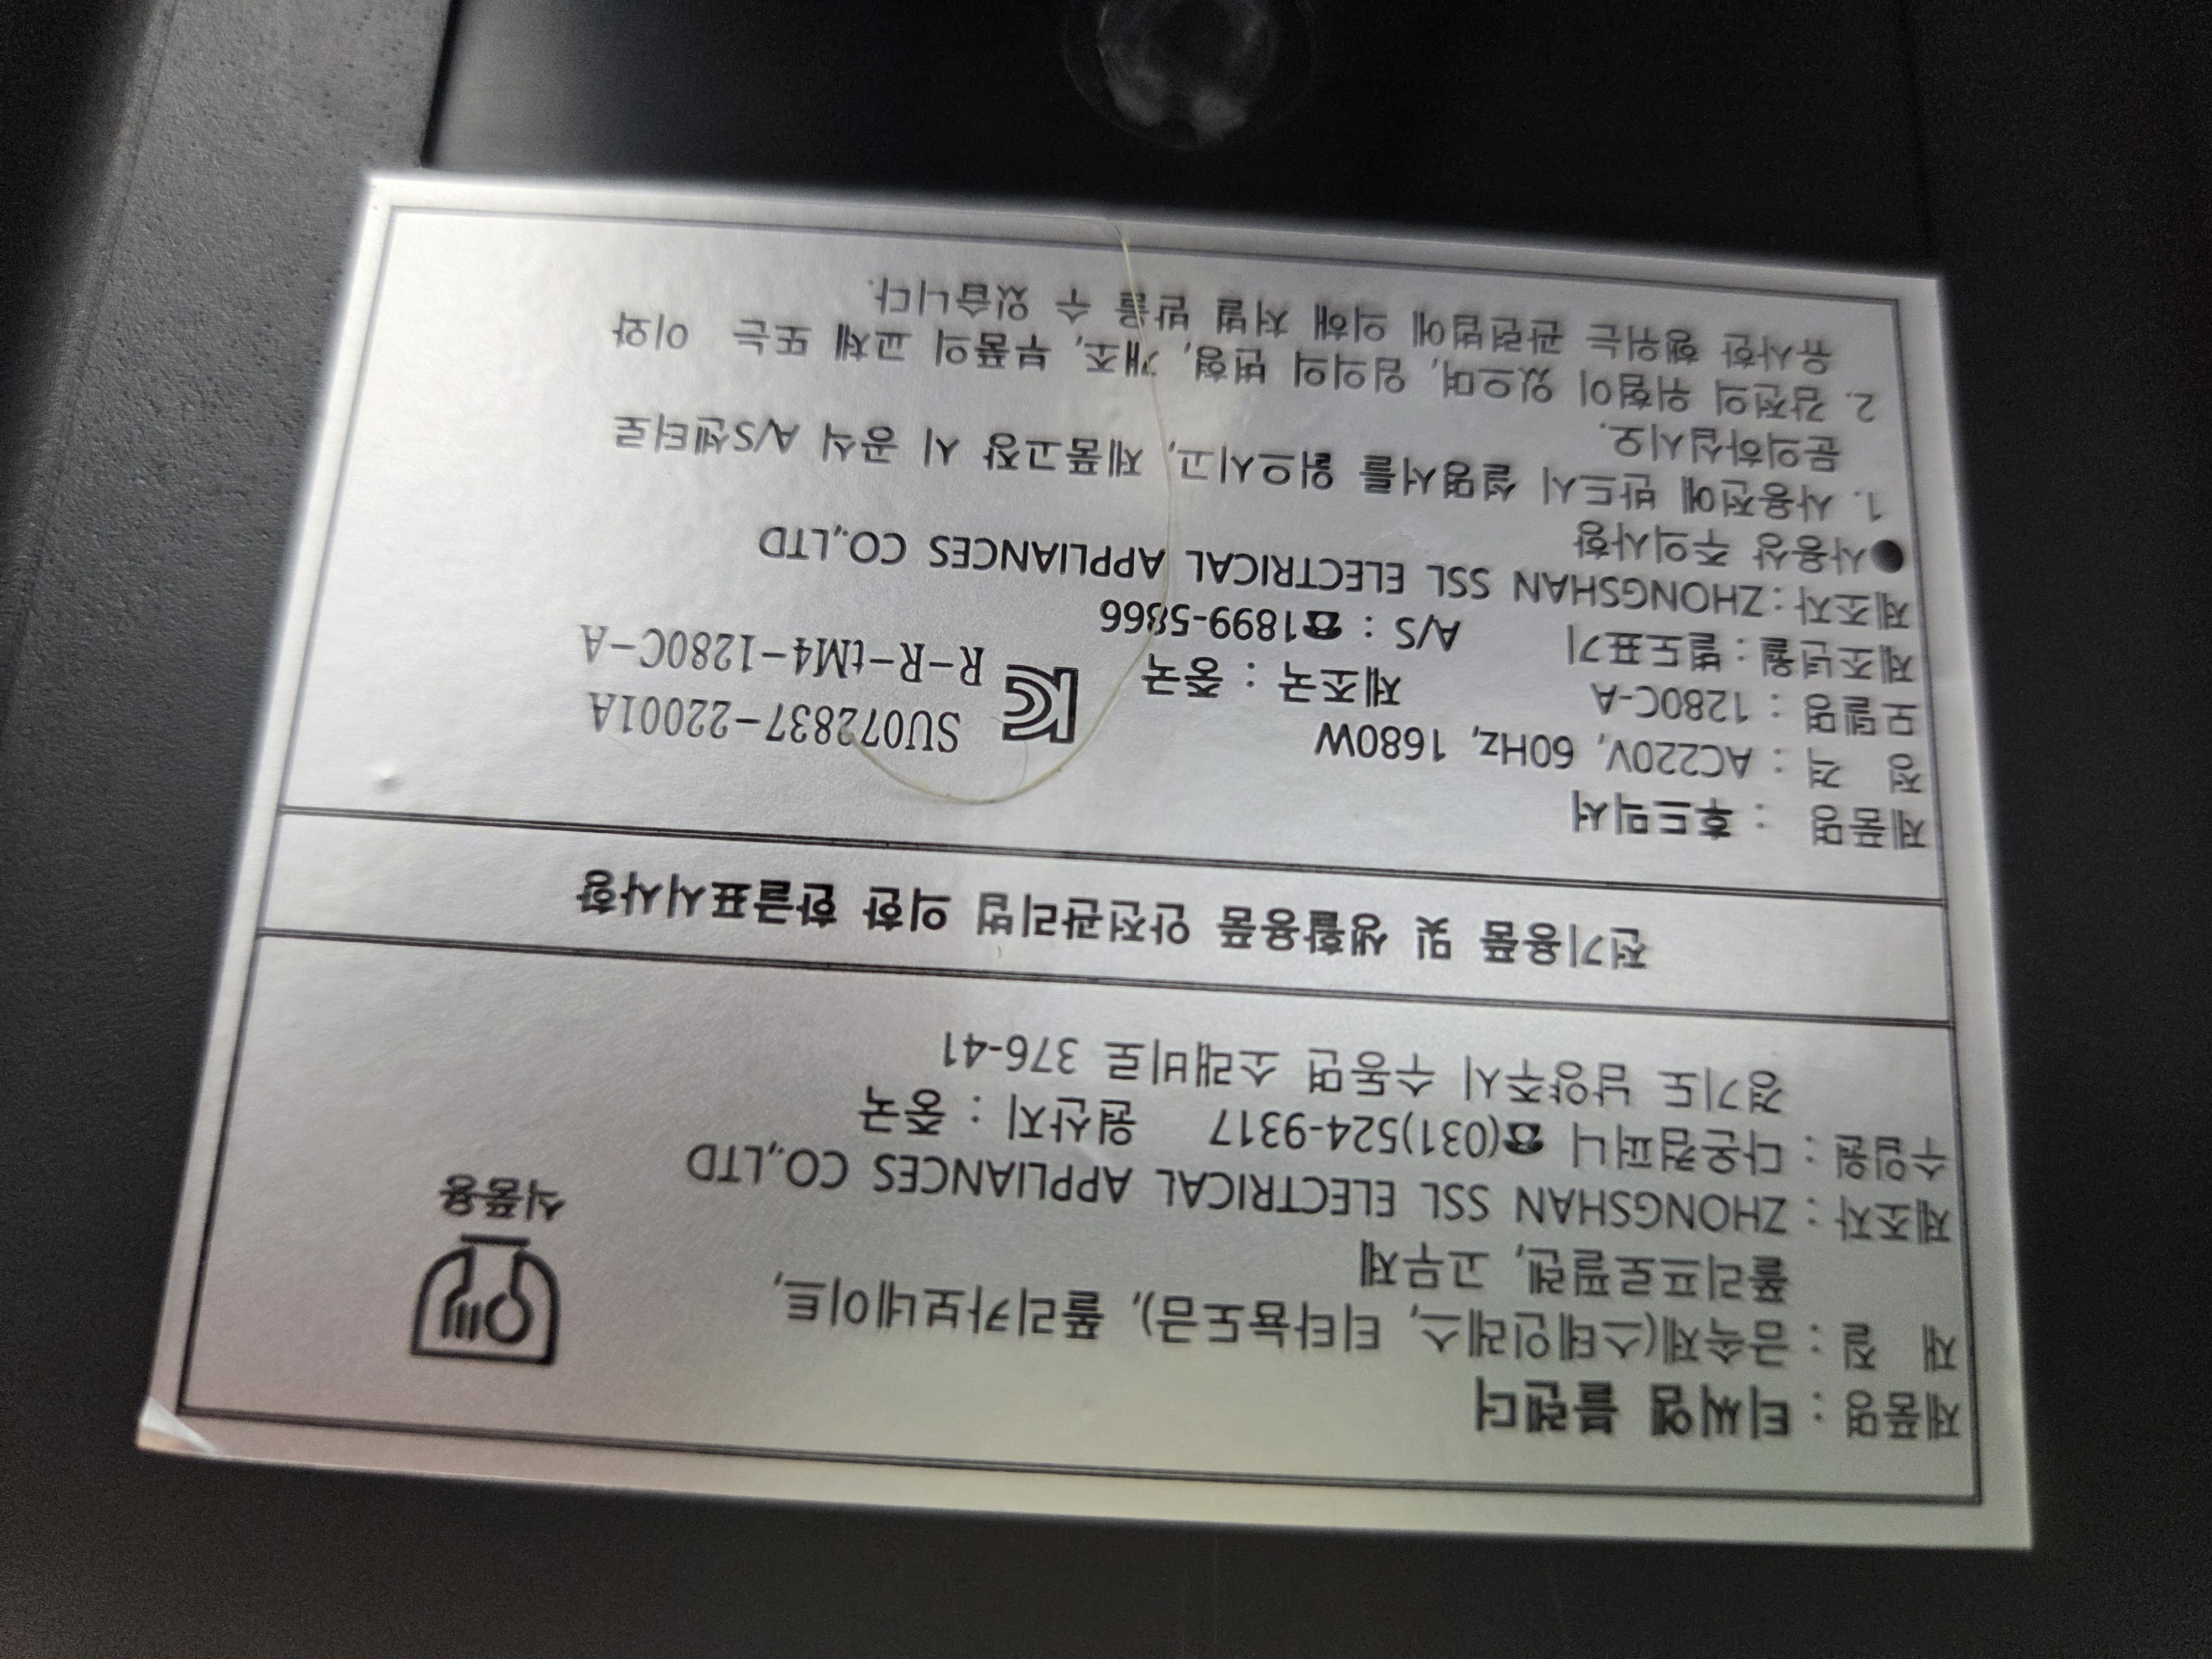 제품명 : 티씨엠 블렌더
재 질 : 금속제(스테인레스, 티타늄도금), 폴리카보네이트,
폴리프로필렌, 고무제
제조자 : ZHONGSHAN SSL ELECTRICAL APPLIANCES CO.,LTD
수입원 : 다온컴퍼니 ☎(031)524-9317 원산지 : 중국
경기도 남양주시 수동면 소래비로 376-41
식품용
전기용품 및 생활용품 안전관리법 의한 한글표시사항
제품명 : 후드믹서
정 격 : AC220V, 60Hz, 1680W
모델명 : 1280C-A 제조국 : 중국
제조년월 : 별도표기 A/S : ☎1899-5866
SU072837-22001A
R-R-tM4-1280C-A
제조자 : ZHONGSHAN SSL ELECTRICAL APPLIANCES CO.,LTD
●사용상 주의사항
1. 사용전에 반드시 설명서를 읽으시고, 제품고장 시 공식 A/S센터로
문의하십시오.
2. 감전의 위험이 있으며, 임의의 변형, 개조, 부품의 교체 또는 이와
유사한 행위는 관련법에 의해 처벌 받을 수 있습니다.